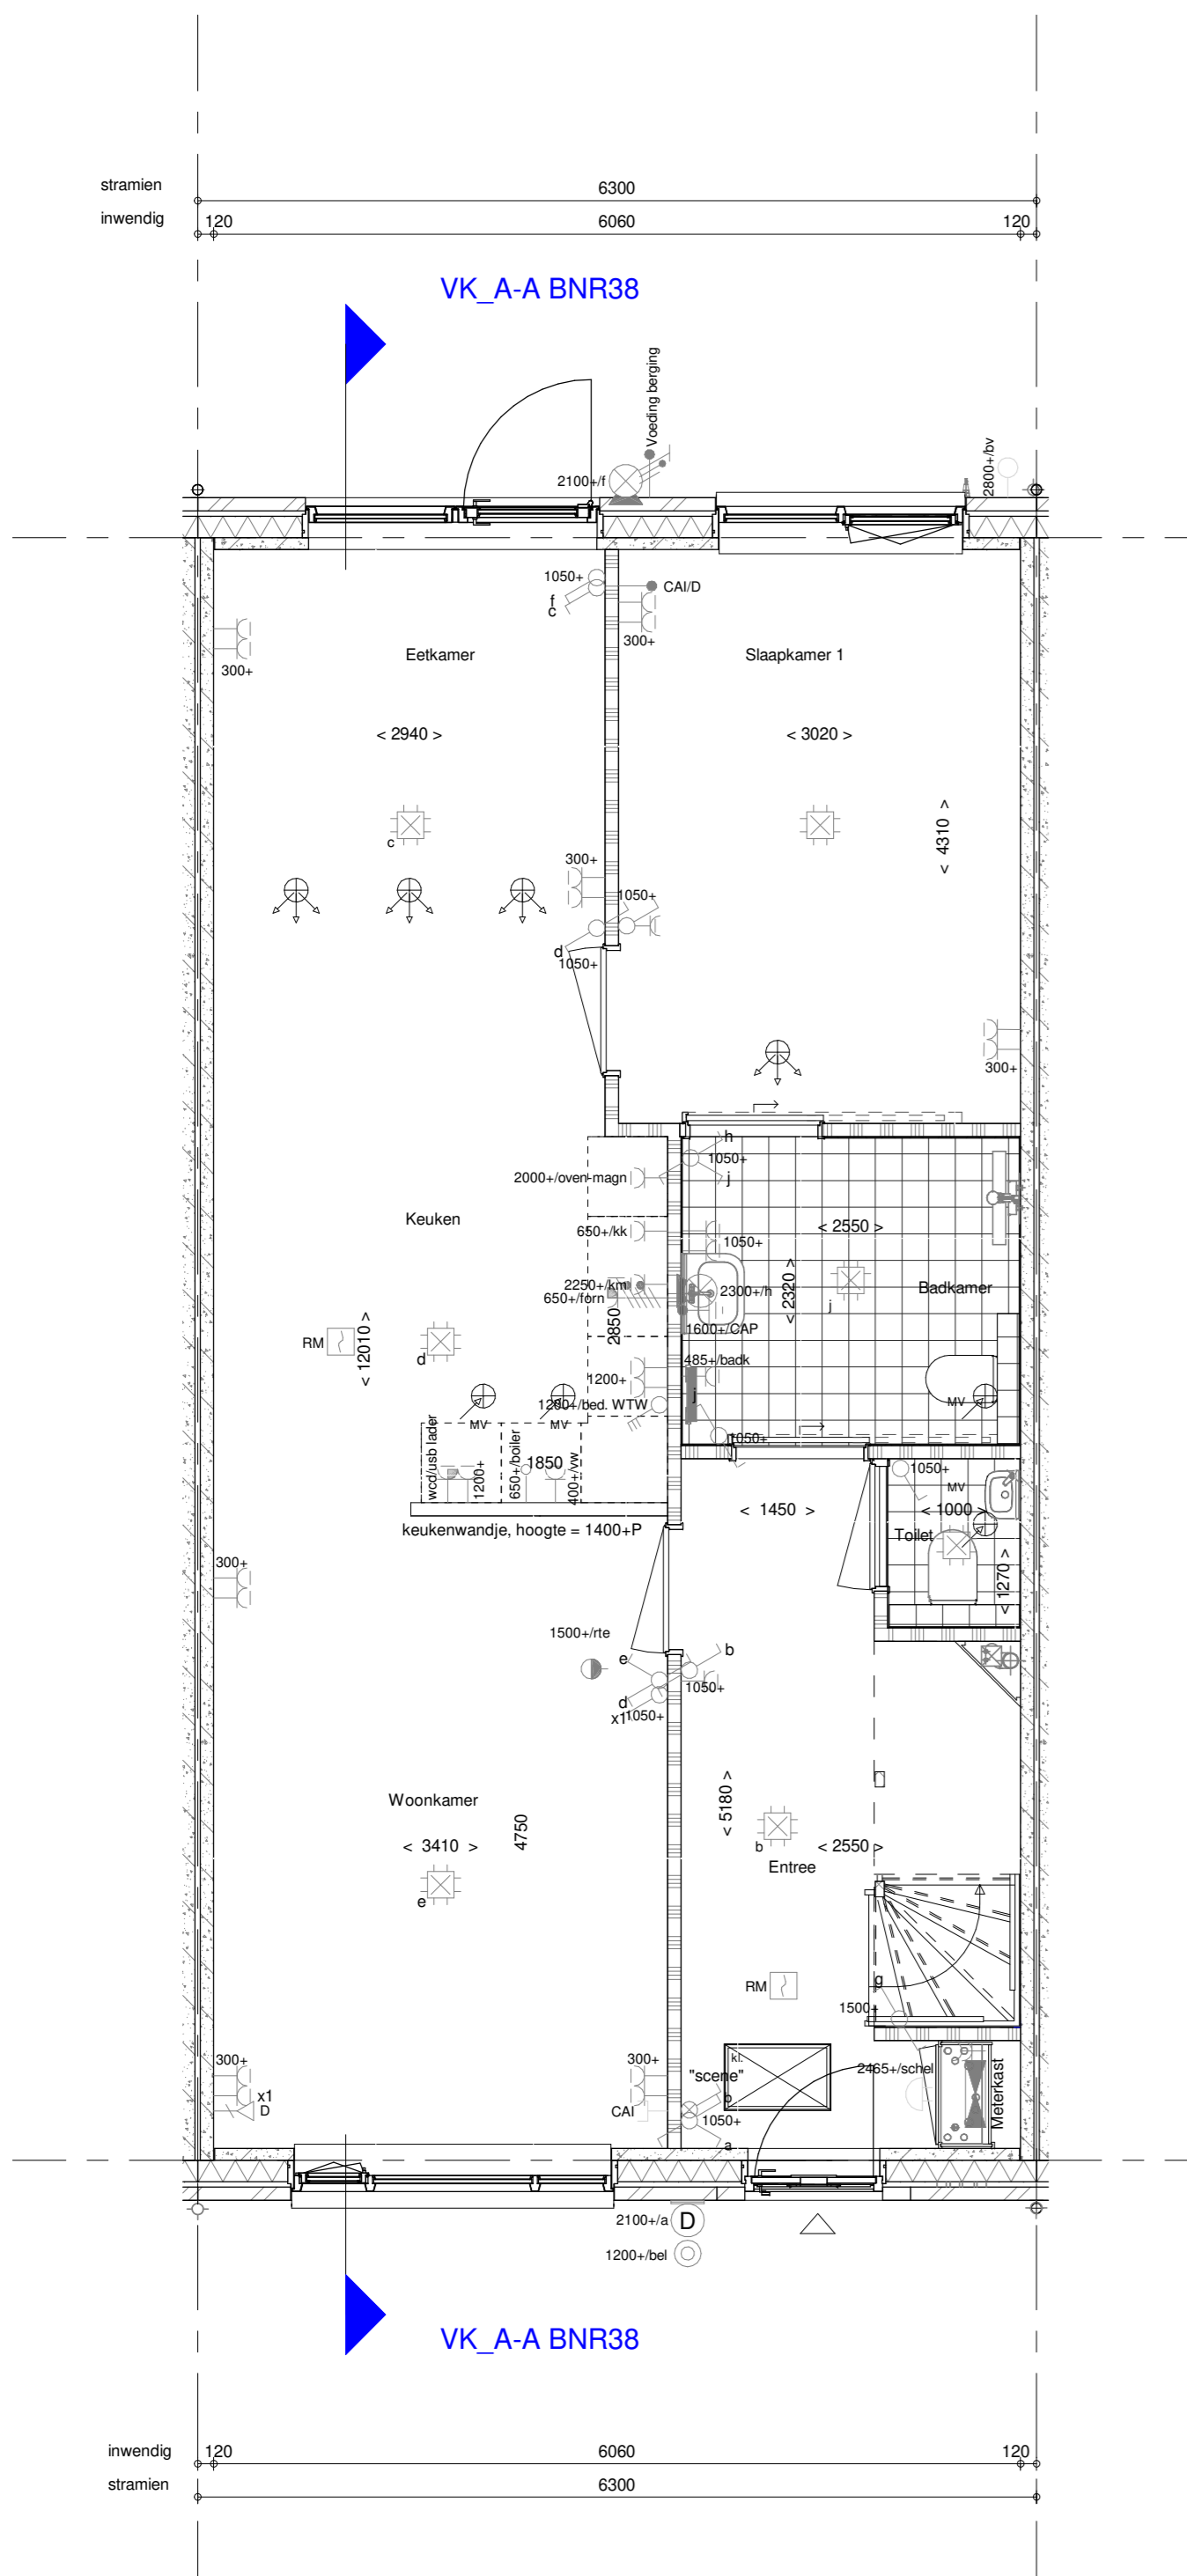 stramien
6300
inwendig
120
6060
120
VK_A-A BNR38
Voeding berging
2100+/f
2800+/bv
1050+
f
c
CAI/D
300+
300+
Eetkamer
Slaapkamer 1
< 2940 >
< 3020 >
< 4310 >
c
300+
1050+
d
1050+
300+
h
1050+
j
2000+/oven-magn
Keuken
650+/kk
1050+
< 2550 >
2250+/km
650+/forn
2300+/h
< 2320 >
j
Badkamer
2850
1600+/CAP
RM
< 12010 >
d
485+/badk
1200+
j
1200+/bed. WTW
MV
MV
MV
1050+
wcd/usb lader
1200+
650+/boiler
1850
400+/vw
1050+
MV
< 1450 >
< 1000 >
keukenwandje, hoogte = 1400+P
Toilet
< 1270 >
300+
1500+/rte
e
b
1050+
d
x1
1050+
< 5180 >
Woonkamer
4750
< 3410 >
b
< 2550 >
Entree
e
RM
g
1500+
300+
x1
D
300+
CAI
kl.
"scene"
b
1050+
a
2465+/schel
Meterkast
2100+/a
D
1200+/bel
VK_A-A BNR38
inwendig
120
6060
120
stramien
6300